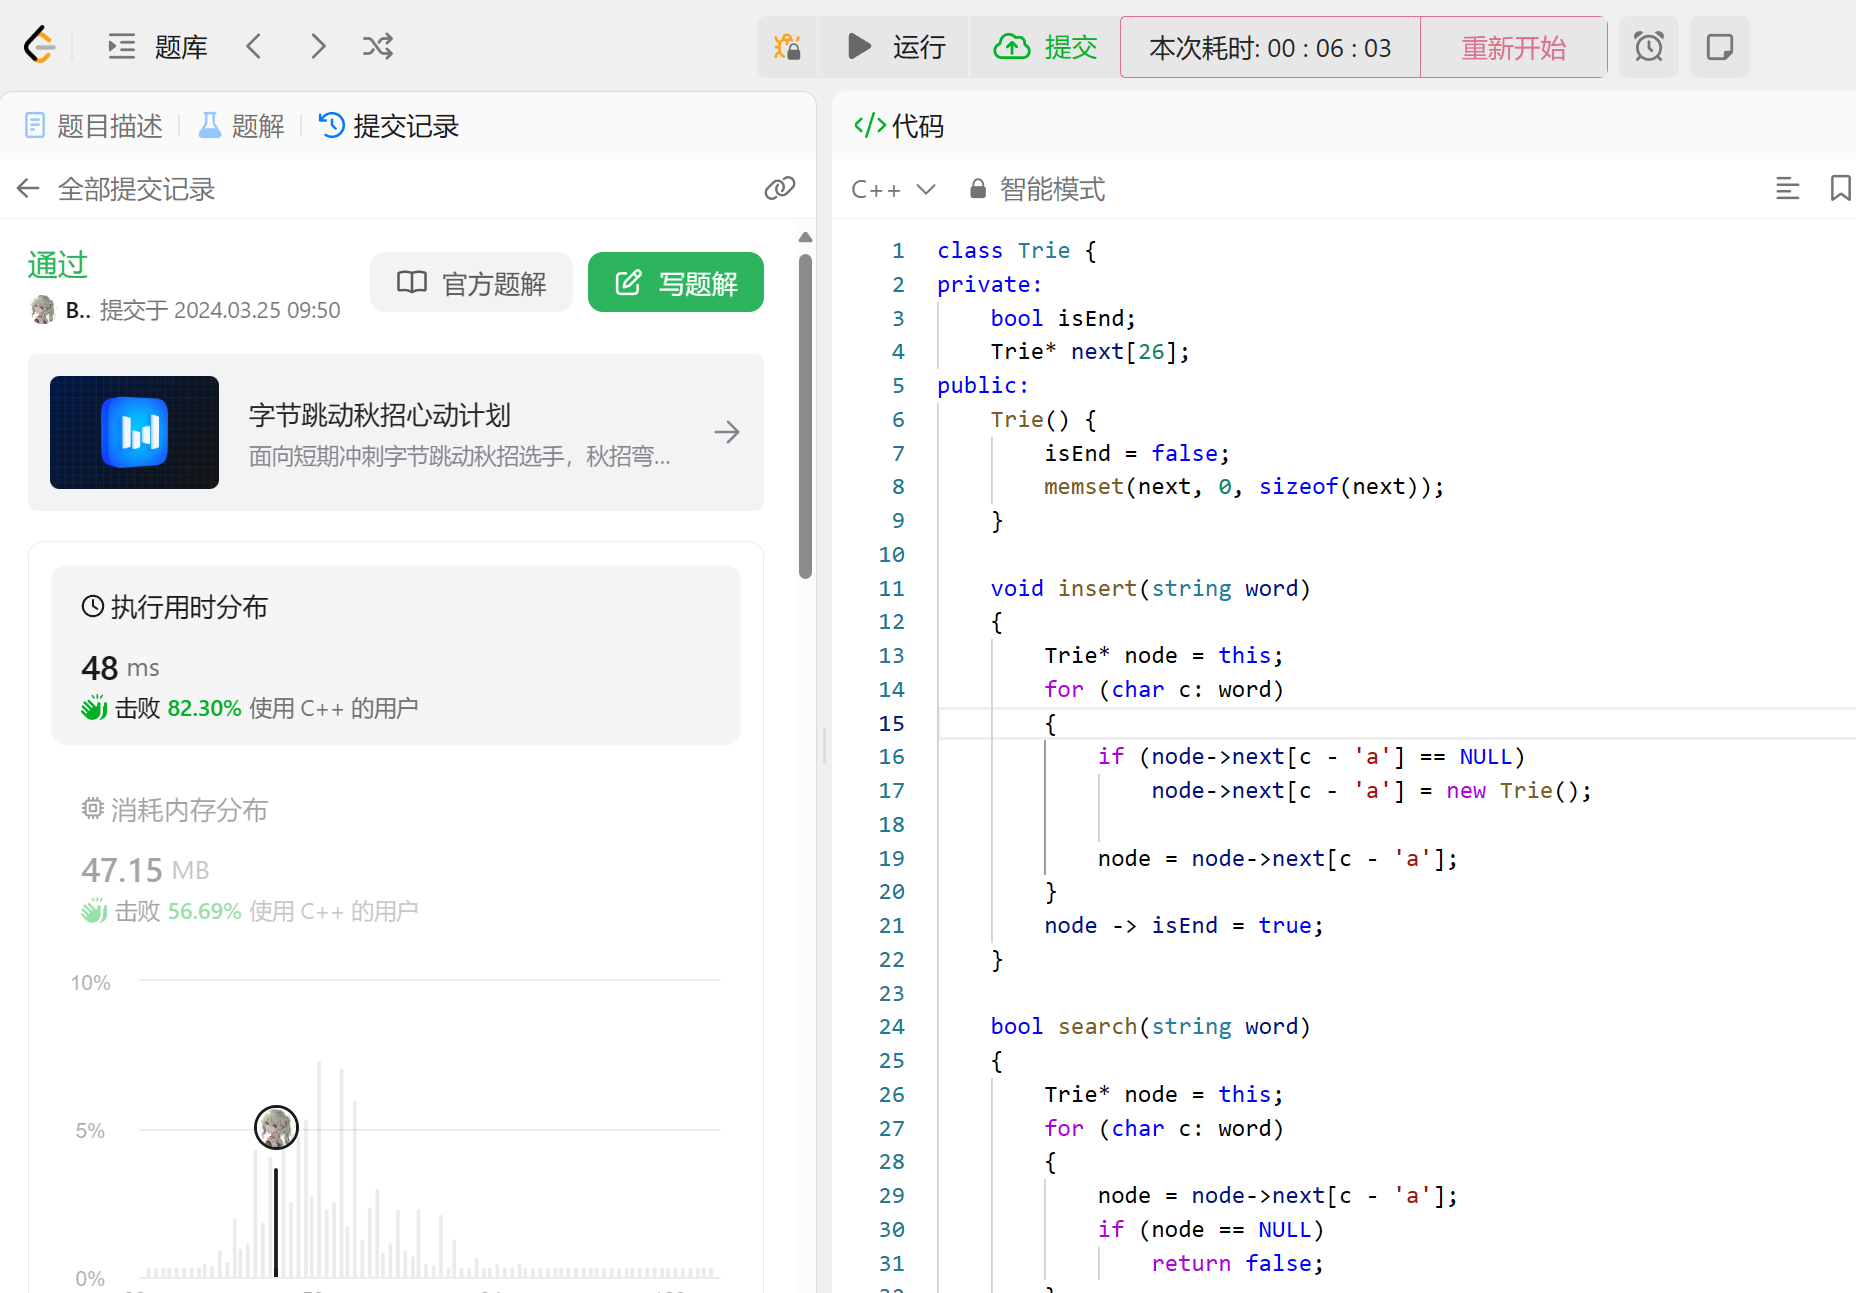 题库
运行
提交
本次耗时: 00 : 06 : 03
重新开始
题目描述
题解
提交记录
全部提交记录
通过
B.. 提交于 2024.03.25 09:50
官方题解
写题解
字节跳动秋招心动计划
面向短期冲刺字节跳动秋招选手，秋招弯...
执行用时分布
48 ms
击败 82.30% 使用 C++ 的用户
消耗内存分布
47.15 MB
击败 56.69% 使用 C++ 的用户
10%
5%
0%
</> 代码
C++
智能模式
1 class Trie {
2 private:
3 bool isEnd;
4 Trie* next[26];
5 public:
6 Trie() {
7 isEnd = false;
8 memset(next, 0, sizeof(next));
9 }
10
11 void insert(string word)
12 {
13 Trie* node = this;
14 for (char c: word)
15 {
16 if (node->next[c - 'a'] == NULL)
17 node->next[c - 'a'] = new Trie();
18
19 node = node->next[c - 'a'];
20 }
21 node -> isEnd = true;
22 }
23
24 bool search(string word)
25 {
26 Trie* node = this;
27 for (char c: word)
28 {
29 node = node->next[c - 'a'];
30 if (node == NULL)
31 return false;